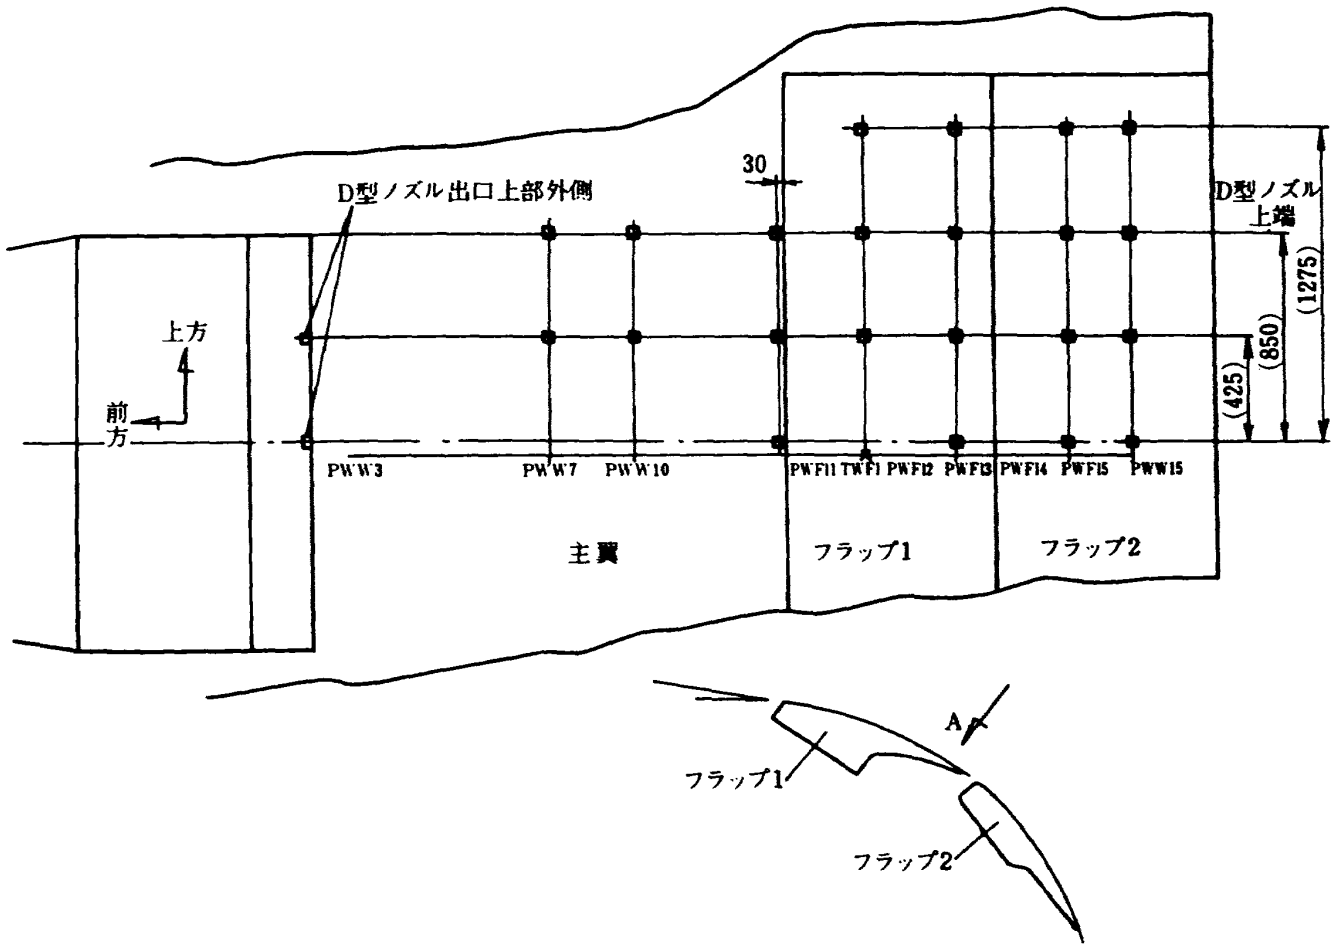 30
D型ノズル出口上部外側
D型ノズル
上端
(1275)
(850)
(425)
上方
前方
PWW3
PWW7
PWW10
PWF11
TWF1
PWF12
PWF13
PWF14
PWF15
PWW15
主翼
フラップ1
フラップ2
A
フラップ1
フラップ2